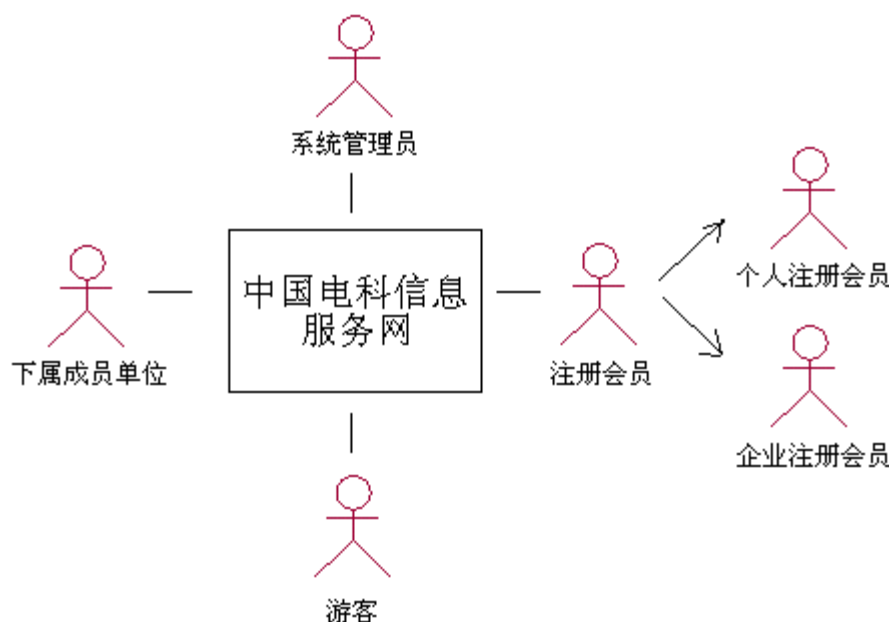 系统管理员
个人注册会员
中国电科信息
服务网
下属成员单位
注册会员
企业注册会员
游客